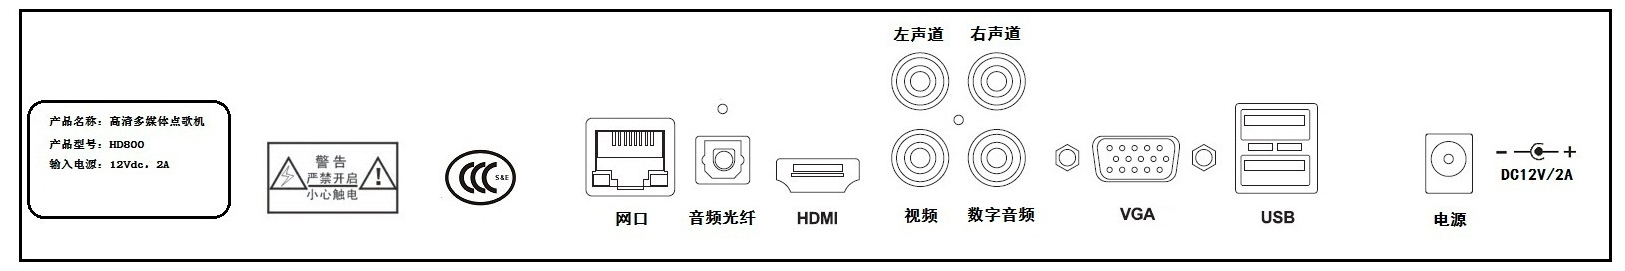 左声道 右声道
产品名称：高清多媒体点歌机
产品型号：HD800
输入电源：12Vdc. 2A
警告
严禁开启
小心触电
S&E
网口 音频光纤 HDMI 视频 数字音频 VGA USB 电源
DC12V/2A